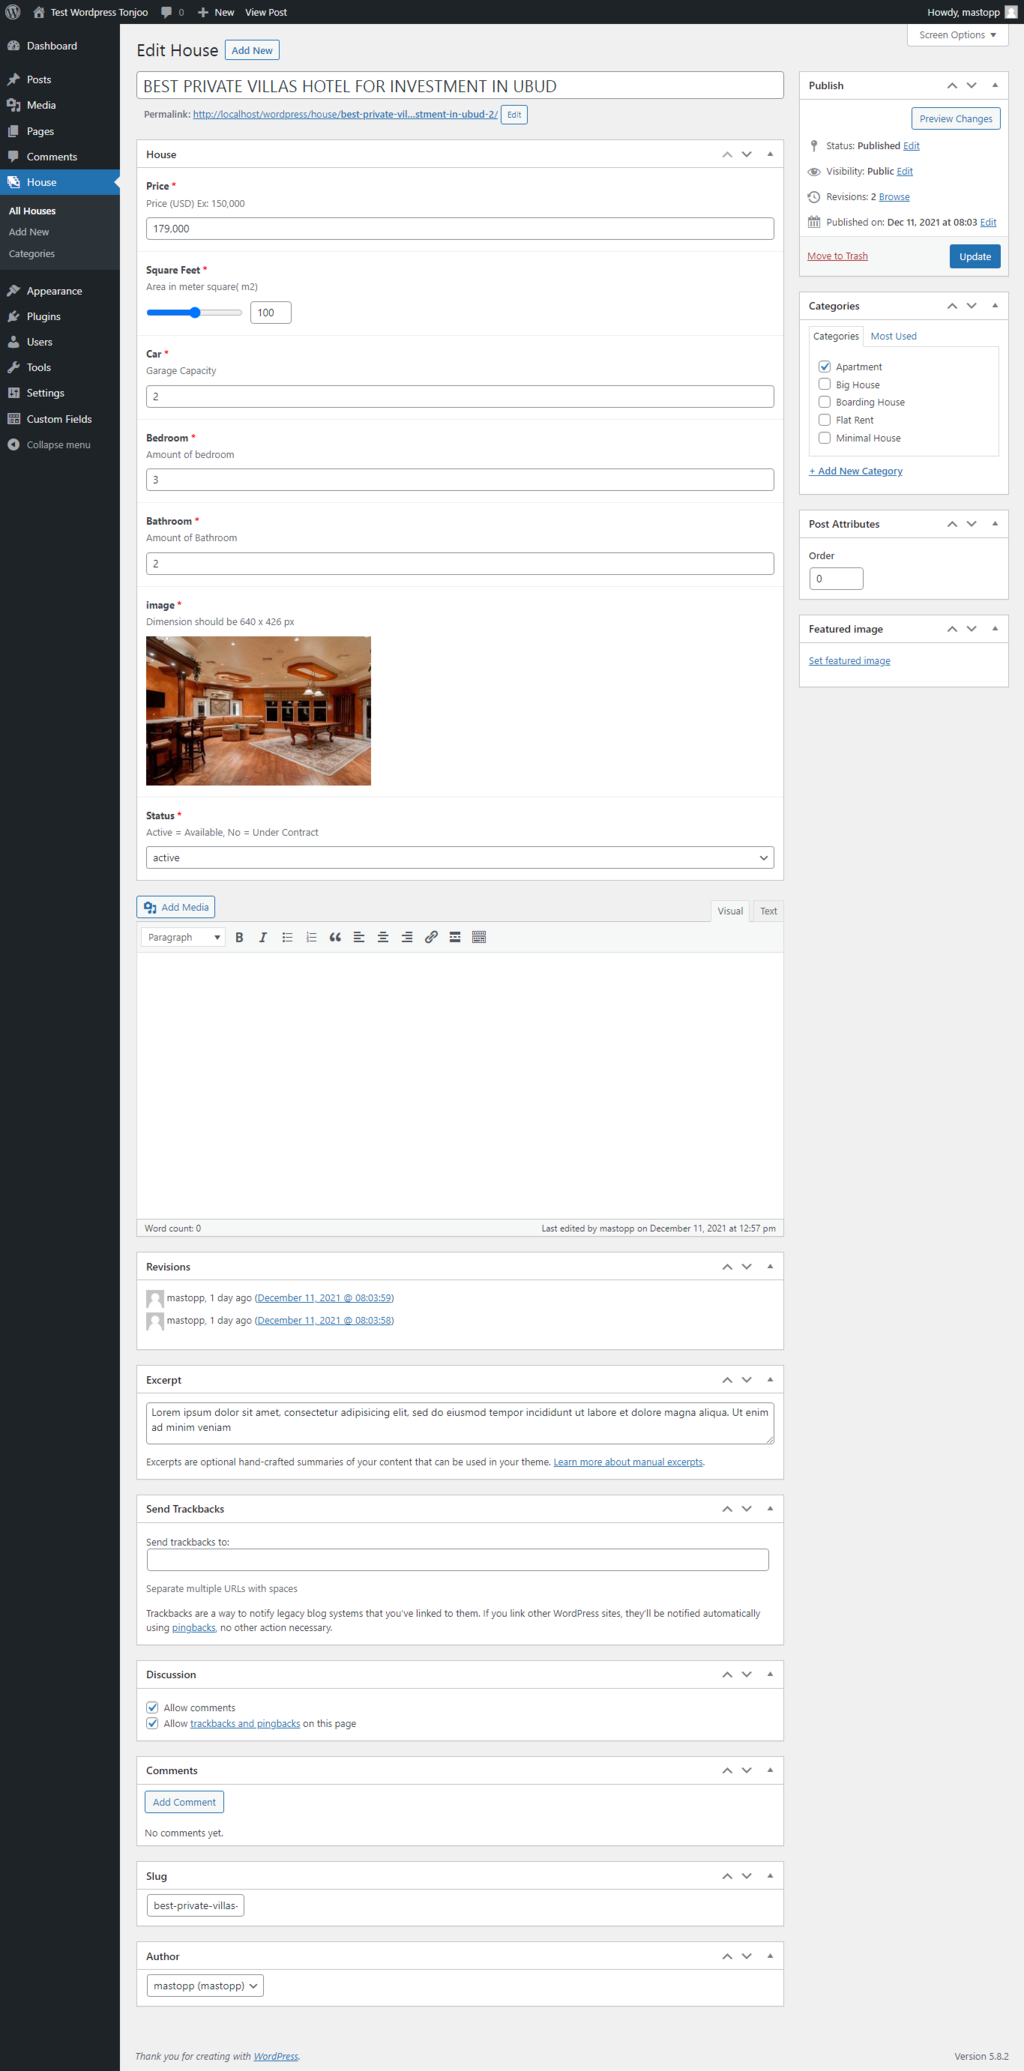 Test Wordpress Tonjoo 0 New View Post Howdy, mastopp
Screen Options
Dashboard
Posts
Media
Pages
Comments
House
All Houses
Add New
Categories
Appearance
Plugins
Users
Tools
Settings
Custom Fields
Collapse menu
Edit House Add New
BEST PRIVATE VILLAS HOTEL FOR INVESTMENT IN UBUD
Permalink: http://localhost/wordpress/house/best-private-vil...stment-in-ubud-2/ Edit
House
Price *
Price (USD) Ex: 150,000
179,000
Square Feet *
Area in meter square( m2)
100
Car *
Garage Capacity
2
Bedroom *
Amount of bedroom
3
Bathroom *
Amount of Bathroom
2
image *
Dimension should be 640 x 426 px
Status *
Active = Available, No = Under Contract
active
Add Media
Visual Text
Paragraph B I
Word count: 0 Last edited by mastopp on December 11, 2021 at 12:57 pm
Revisions
mastopp, 1 day ago (December 11, 2021 @ 08:03:59)
mastopp, 1 day ago (December 11, 2021 @ 08:03:58)
Excerpt
Lorem ipsum dolor sit amet, consectetur adipisicing elit, sed do eiusmod tempor incididunt ut labore et dolore magna aliqua. Ut enim
ad minim veniam
Excerpts are optional hand-crafted summaries of your content that can be used in your theme. Learn more about manual excerpts.
Send Trackbacks
Send trackbacks to:
Separate multiple URLs with spaces
Trackbacks are a way to notify legacy blog systems that you've linked to them. If you link other WordPress sites, they'll be notified automatically
using pingbacks, no other action necessary.
Discussion
Allow comments
Allow trackbacks and pingbacks on this page
Comments
Add Comment
No comments yet.
Slug
best-private-villas-
Author
mastopp (mastopp)
Publish
Preview Changes
Status: Published Edit
Visibility: Public Edit
Revisions: 2 Browse
Published on: Dec 11, 2021 at 08:03 Edit
Move to Trash Update
Categories
Categories Most Used
Apartment
Big House
Boarding House
Flat Rent
Minimal House
+ Add New Category
Post Attributes
Order
0
Featured image
Set featured image
Thank you for creating with WordPress. Version 5.8.2